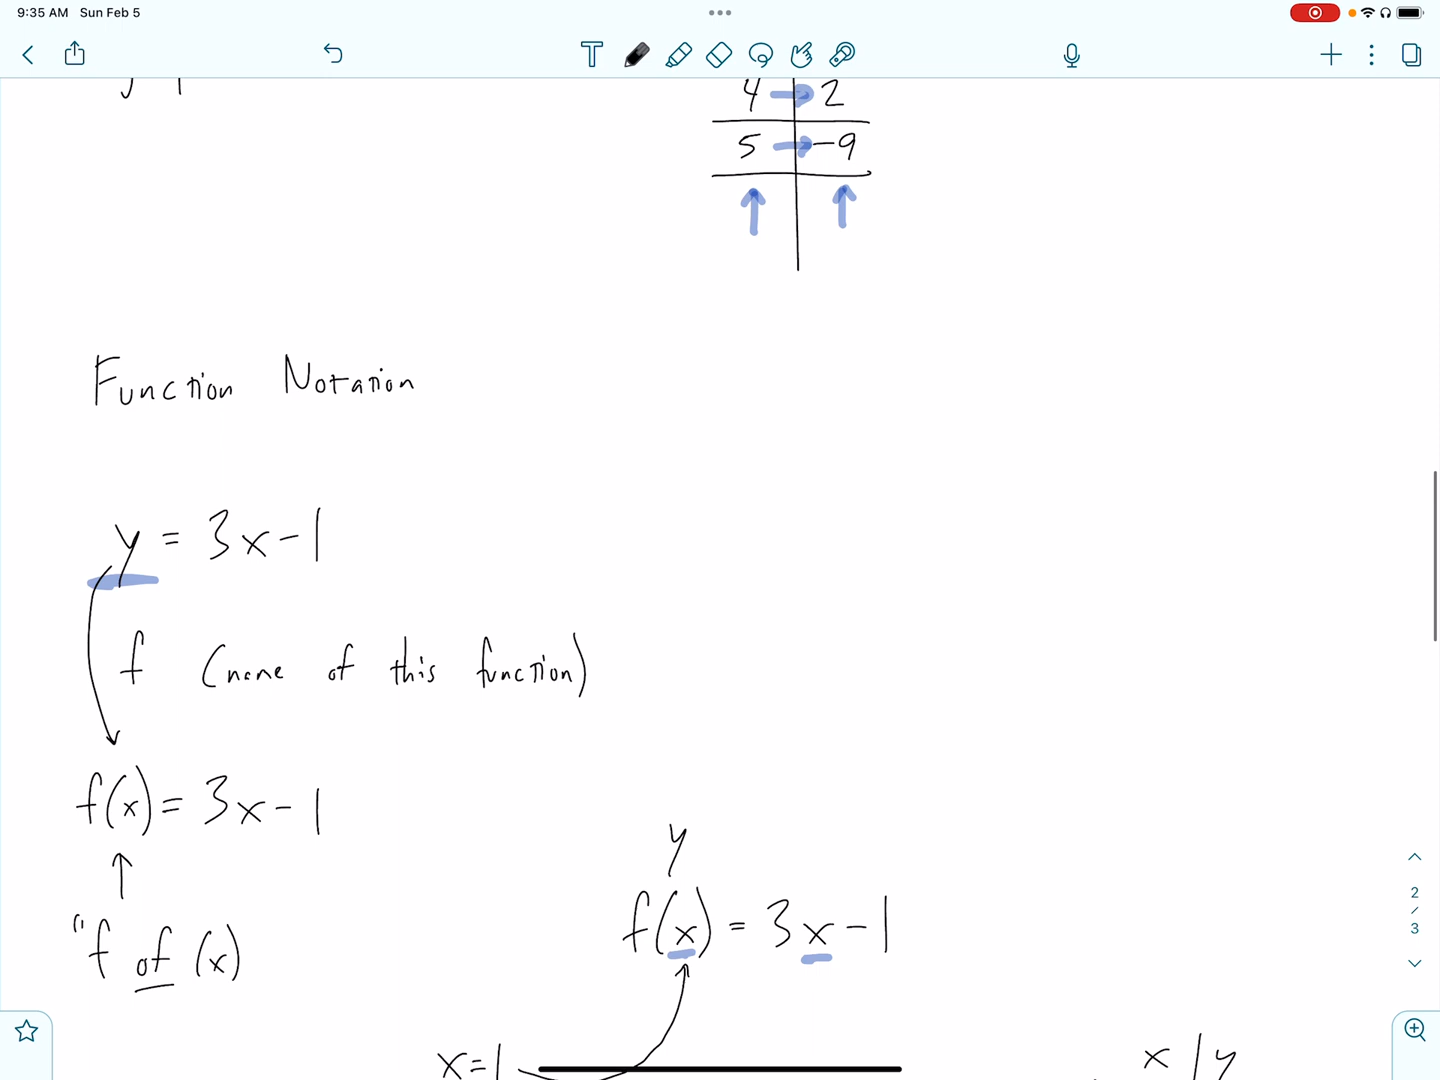 9:35 AM Sun Feb 5
T
4 → 2
5 → -9
↑ ↑
Function Notation
y = 3x-1
f (name of this function)
f(x) = 3x-1
↑
"f of (x)
y
f(x) = 3x-1
x=1
x | y
2
/
3